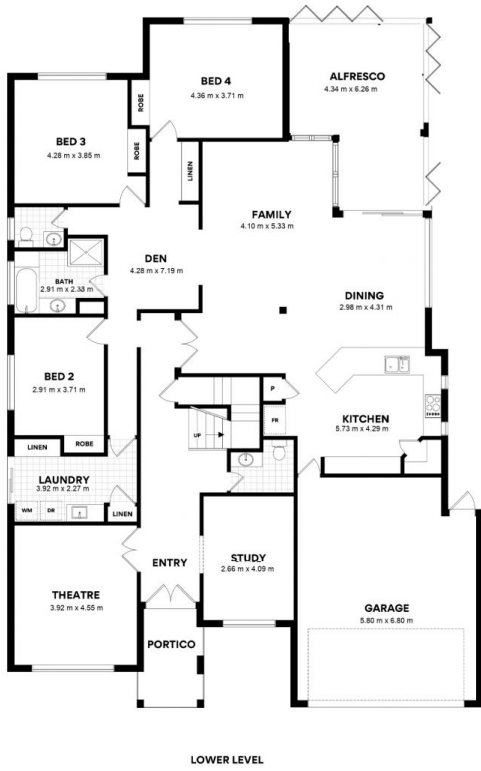 BED 4
4.36 m x 3.71 m
ALFRESCO
4.34 m x 6.26 m
ROBE
BED 3
4.28 m x 3.85 m
ROBE
LINEN
FAMILY
4.10 m x 5.33 m
DEN
4.28 m x 7.19 m
BATH
2.91 m x 2.33 m
DINING
2.98 m x 4.31 m
BED 2
2.91 m x 3.71 m
P
KITCHEN
5.73 m x 4.29 m
FR
UP
LINEN
ROBE
LAUNDRY
3.92 m x 2.27 m
WM
DR
LINEN
ENTRY
STUDY
2.66 m x 4.09 m
THEATRE
3.92 m x 4.55 m
GARAGE
5.80 m x 6.80 m
PORTICO
LOWER LEVEL